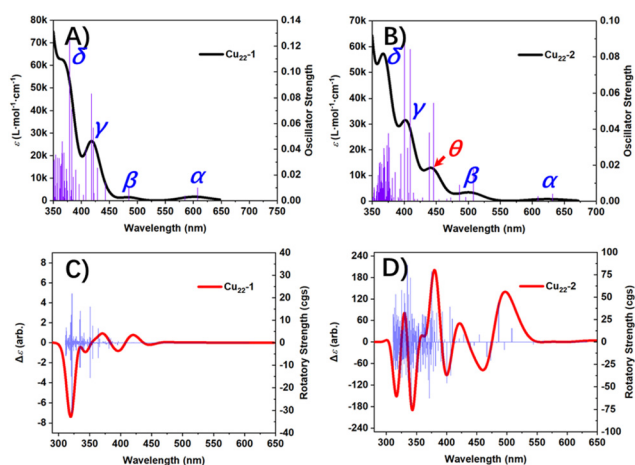 A)
Cu22-1
δ
γ
β
α
ε (L·mol⁻¹·cm⁻¹)
80k
70k
60k
50k
40k
30k
20k
10k
0
Oscillator Strength
0.14
0.12
0.10
0.08
0.06
0.04
0.02
0.00
350 400 450 500 550 600 650 700 750
Wavelength (nm)
B)
Cu22-2
δ
γ
θ
β
α
ε (L·mol⁻¹·cm⁻¹)
70k
60k
50k
40k
30k
20k
10k
0
Oscillator Strength
0.10
0.08
0.06
0.04
0.02
0.00
350 400 450 500 550 600 650 700
Wavelength (nm)
C)
Cu22-1
Δε (arb.)
8
6
4
2
0
-2
-4
-6
-8
Rotatory Strength (cgs)
40
30
20
10
0
-10
-20
-30
-40
300 350 400 450 500 550 600 650
Wavelength (nm)
D)
Cu22-2
Δε (arb.)
240
180
120
60
0
-60
-120
-180
-240
Rotatory Strength (cgs)
100
75
50
25
0
-25
-50
-75
-100
300 350 400 450 500 550 600 650
Wavelength (nm)